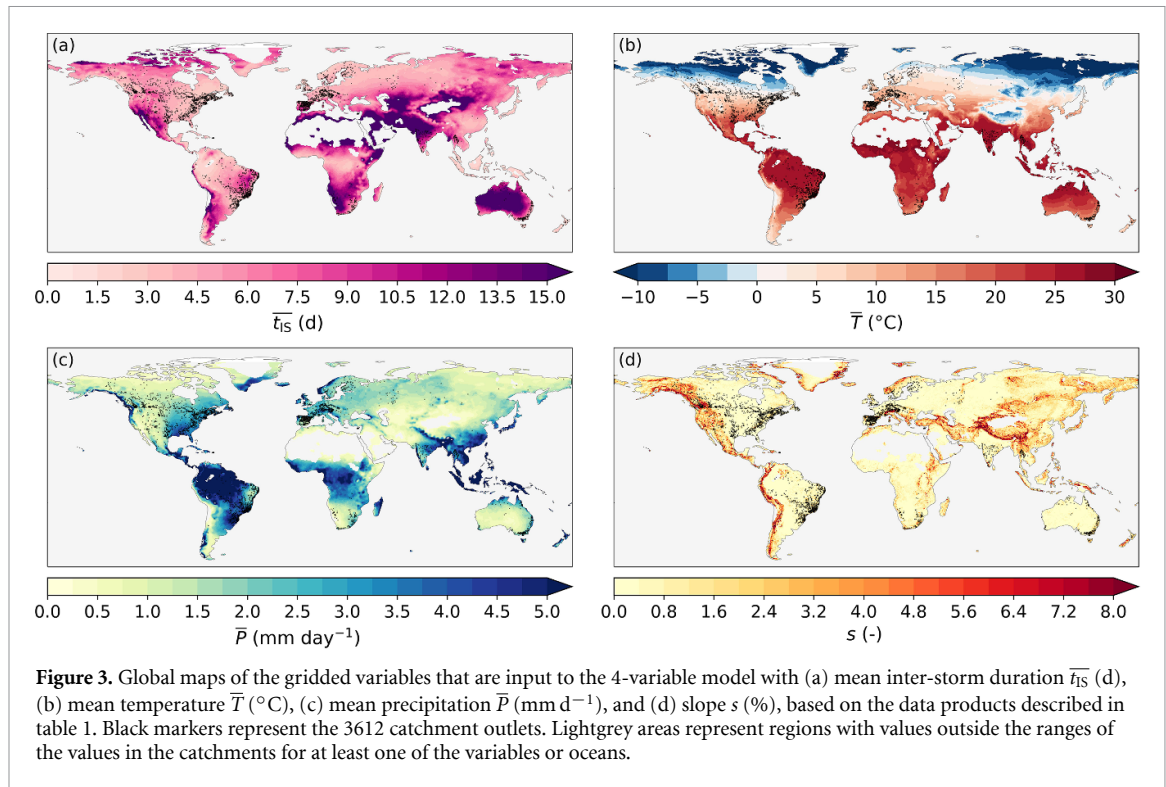 (a)
(b)
0.0 1.5 3.0 4.5 6.0 7.5 9.0 10.5 12.0 13.5 15.0
t̅I̅S̅ (d)
−10 −5 0 5 10 15 20 25 30
T̅ (°C)
(c)
(d)
0.0 0.5 1.0 1.5 2.0 2.5 3.0 3.5 4.0 4.5 5.0
P̅ (mm day⁻¹)
0.0 0.8 1.6 2.4 3.2 4.0 4.8 5.6 6.4 7.2 8.0
s (-)
Figure 3. Global maps of the gridded variables that are input to the 4-variable model with (a) mean inter-storm duration t̅I̅S̅ (d),
(b) mean temperature T̅ (°C), (c) mean precipitation P̅ (mm d−1), and (d) slope s (%), based on the data products described in
table 1. Black markers represent the 3612 catchment outlets. Lightgrey areas represent regions with values outside the ranges of
the values in the catchments for at least one of the variables or oceans.